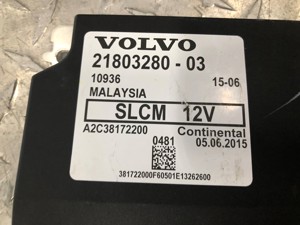 VOLVO
21803280 - 03
10936 15-06
MALAYSIA
SLCM 12V
A2C38172200 Continental
0481 05.06.2015
381722000F60501E13262600